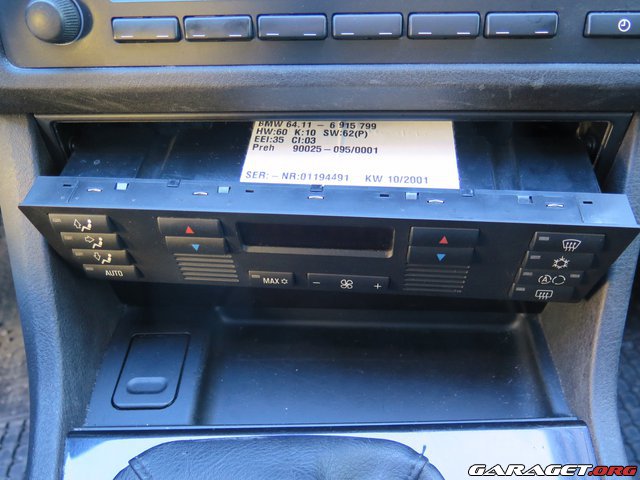 BMW 64.11 - 6 915 799
HW:60 K:10 SW:62(P)
EEI:35 CI:03
Preh 90025-095/0001
SER: - NR:01194491 KW 10/2001
AUTO
MAX
- +
A
GARAGET.ORG